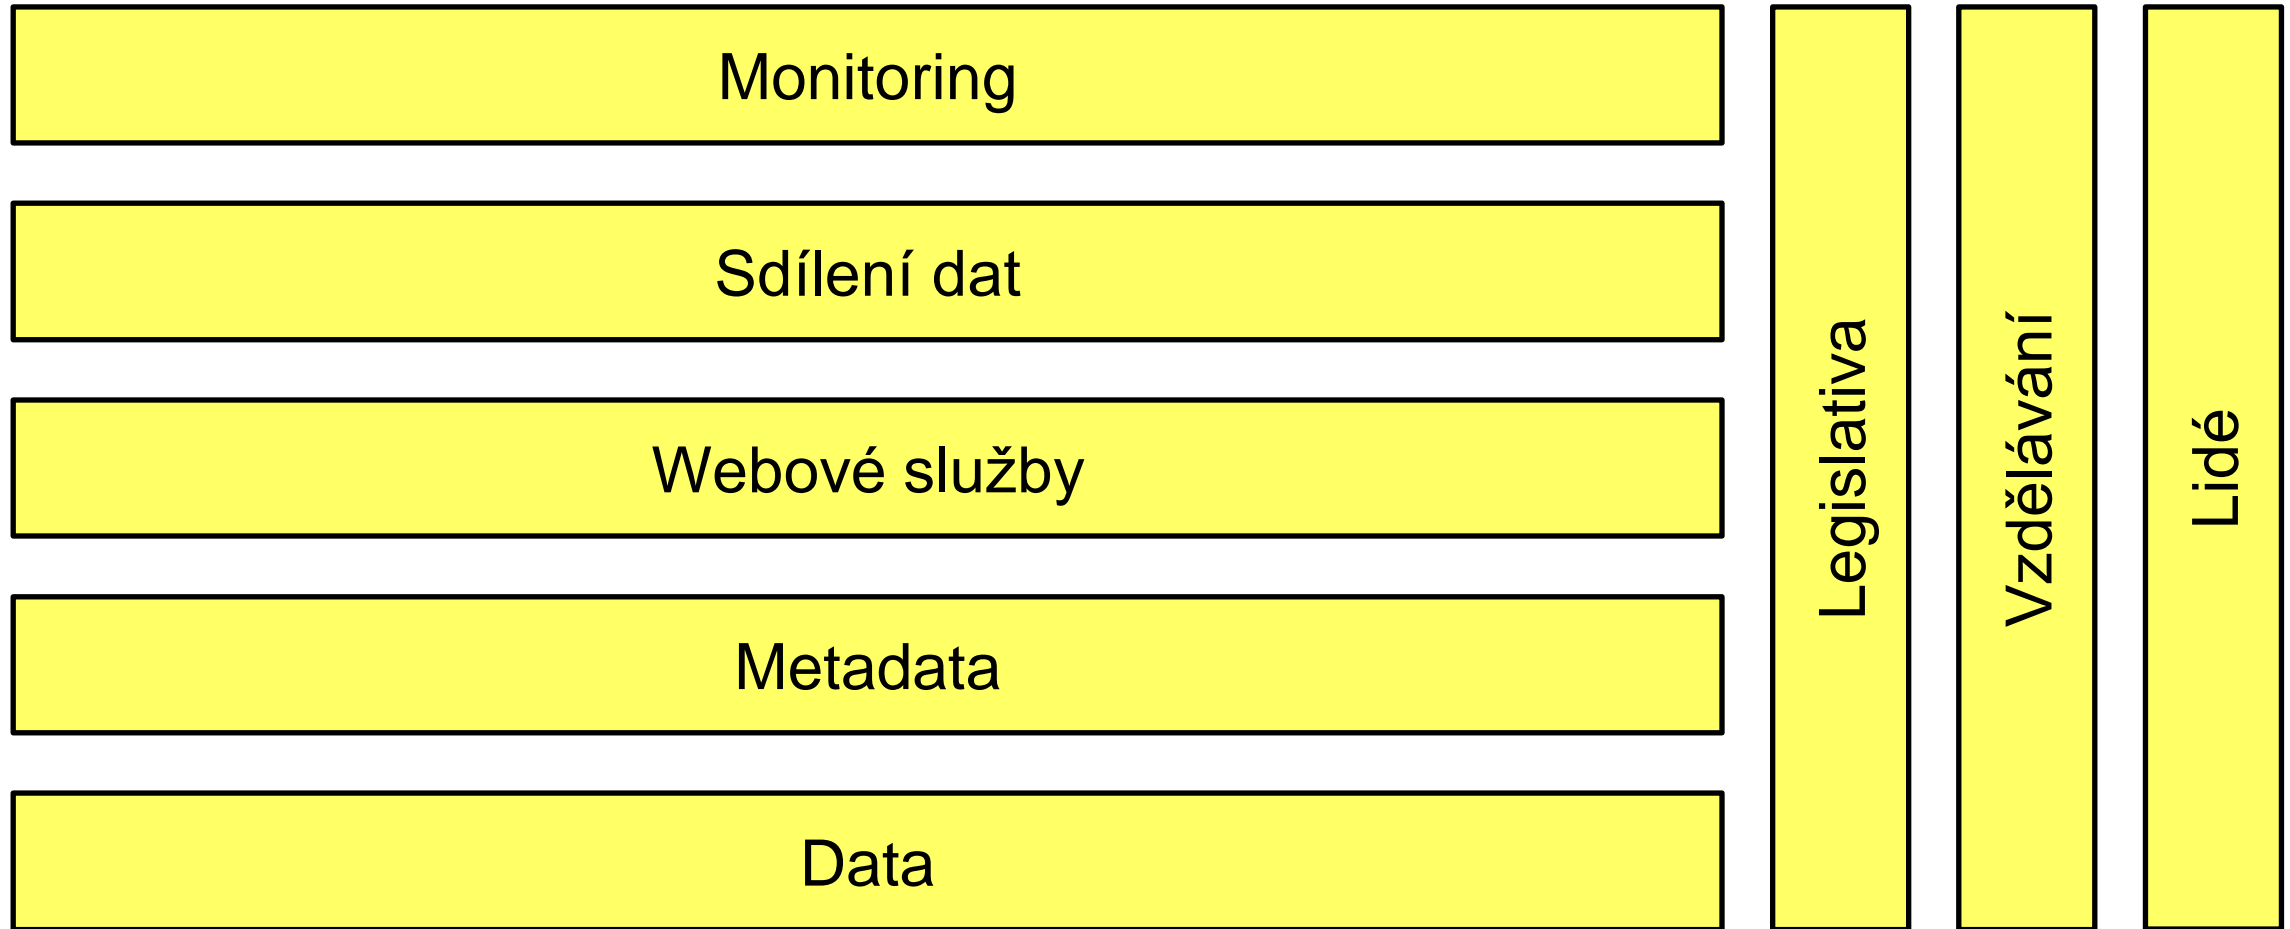 Monitoring
Sdílení dat
Webové služby
Metadata
Data
Legislativa
Vzdělávání
Lidé